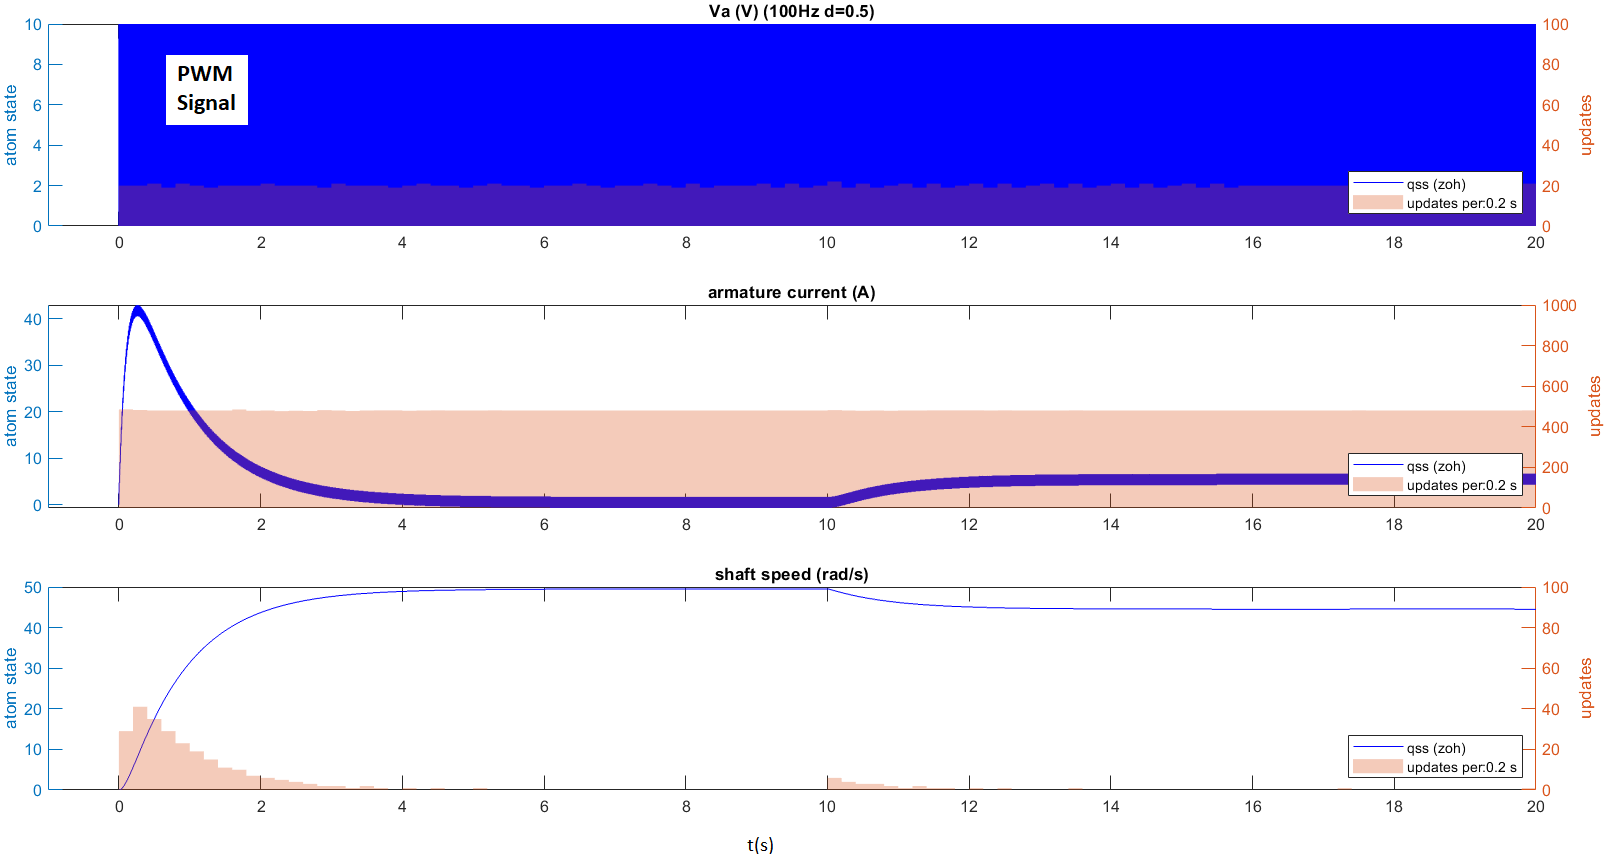 Va (V) (100Hz d=0.5)
10
8
6
4
2
0
atom state
PWM
Signal
100
80
60
40
20
0
updates
qss (zoh)
updates per:0.2 s
0 2 4 6 8 10 12 14 16 18 20
armature current (A)
40
30
20
10
0
atom state
1000
800
600
400
200
0
updates
qss (zoh)
updates per:0.2 s
0 2 4 6 8 10 12 14 16 18 20
shaft speed (rad/s)
50
40
30
20
10
0
atom state
100
80
60
40
20
0
updates
qss (zoh)
updates per:0.2 s
0 2 4 6 8 10 12 14 16 18 20
t(s)